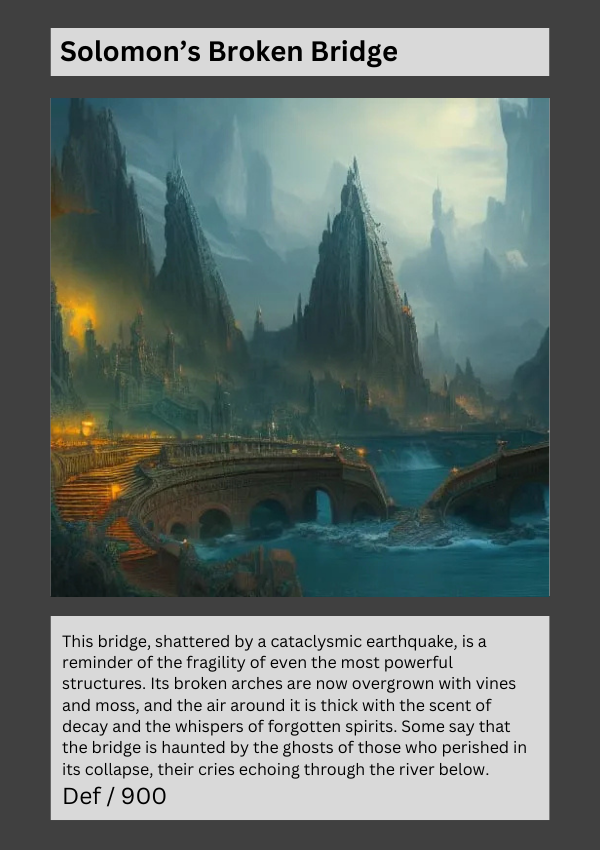 Solomon’s Broken Bridge
This bridge, shattered by a cataclysmic earthquake, is a
reminder of the fragility of even the most powerful
structures. Its broken arches are now overgrown with vines
and moss, and the air around it is thick with the scent of
decay and the whispers of forgotten spirits. Some say that
the bridge is haunted by the ghosts of those who perished in
its collapse, their cries echoing through the river below.
Def / 900